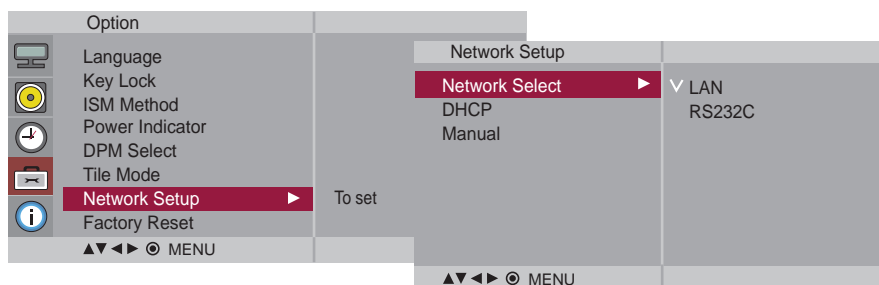 Option
Language
Key Lock
ISM Method
Power Indicator
DPM Select
Tile Mode
Network Setup ► To set
Factory Reset
▲▼◄► ◉ MENU
Network Setup
Network Select ► √ LAN
DHCP RS232C
Manual
▲▼◄► ◉ MENU